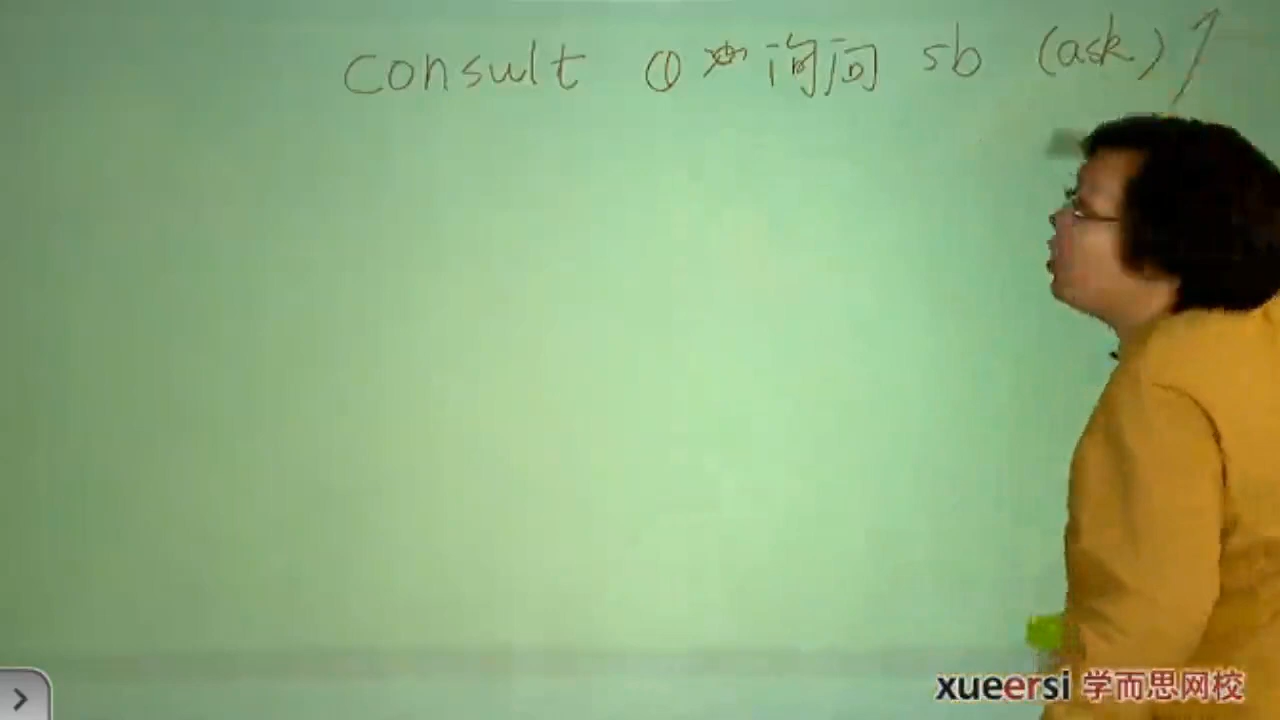 consult ① 询问 sb (ask)
xueersi 学而思网校